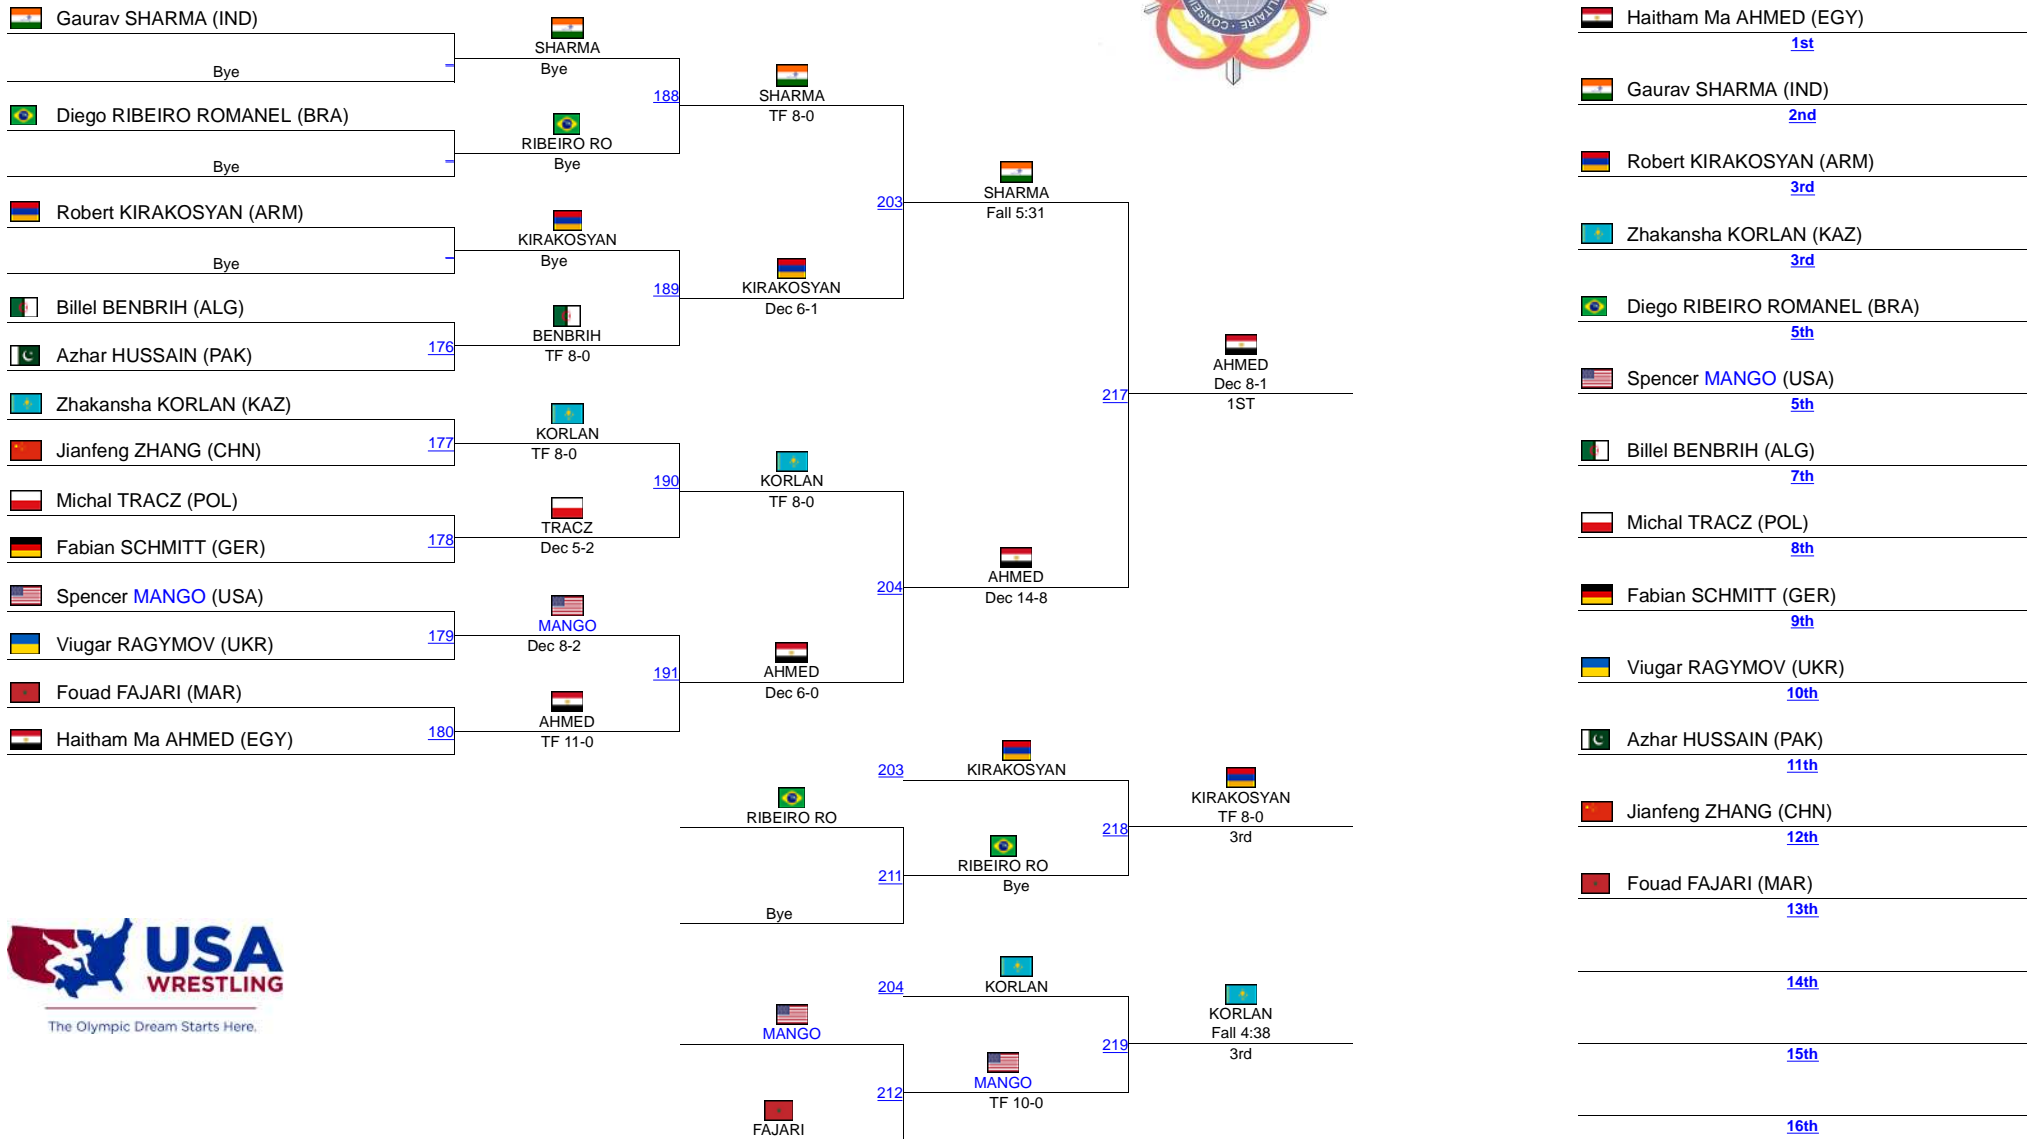 Gaurav SHARMA (IND)
Bye
Diego RIBEIRO ROMANEL (BRA)
Bye
Robert KIRAKOSYAN (ARM)
Bye
Billel BENBRIH (ALG)
Azhar HUSSAIN (PAK)
176
Zhakansha KORLAN (KAZ)
Jianfeng ZHANG (CHN)
177
Michal TRACZ (POL)
Fabian SCHMITT (GER)
178
Spencer MANGO (USA)
Viugar RAGYMOV (UKR)
179
Fouad FAJARI (MAR)
Haitham Ma AHMED (EGY)
180
SHARMA
Bye
188
RIBEIRO RO
Bye
KIRAKOSYAN
Bye
189
BENBRIH
TF 8-0
KORLAN
TF 8-0
190
TRACZ
Dec 5-2
MANGO
Dec 8-2
191
AHMED
TF 11-0
SHARMA
TF 8-0
203
KIRAKOSYAN
Dec 6-1
KORLAN
TF 8-0
204
AHMED
Dec 6-0
SHARMA
Fall 5:31
217
AHMED
Dec 14-8
AHMED
Dec 8-1
1ST
203
KIRAKOSYAN
RIBEIRO RO
211
Bye
RIBEIRO RO
Bye
218
KIRAKOSYAN
TF 8-0
3rd
204
KORLAN
MANGO
212
FAJARI
MANGO
TF 10-0
219
KORLAN
Fall 4:38
3rd
USA
WRESTLING
The Olympic Dream Starts Here.
Haitham Ma AHMED (EGY)
1st
Gaurav SHARMA (IND)
2nd
Robert KIRAKOSYAN (ARM)
3rd
Zhakansha KORLAN (KAZ)
3rd
Diego RIBEIRO ROMANEL (BRA)
5th
Spencer MANGO (USA)
5th
Billel BENBRIH (ALG)
7th
Michal TRACZ (POL)
8th
Fabian SCHMITT (GER)
9th
Viugar RAGYMOV (UKR)
10th
Azhar HUSSAIN (PAK)
11th
Jianfeng ZHANG (CHN)
12th
Fouad FAJARI (MAR)
13th
14th
15th
16th